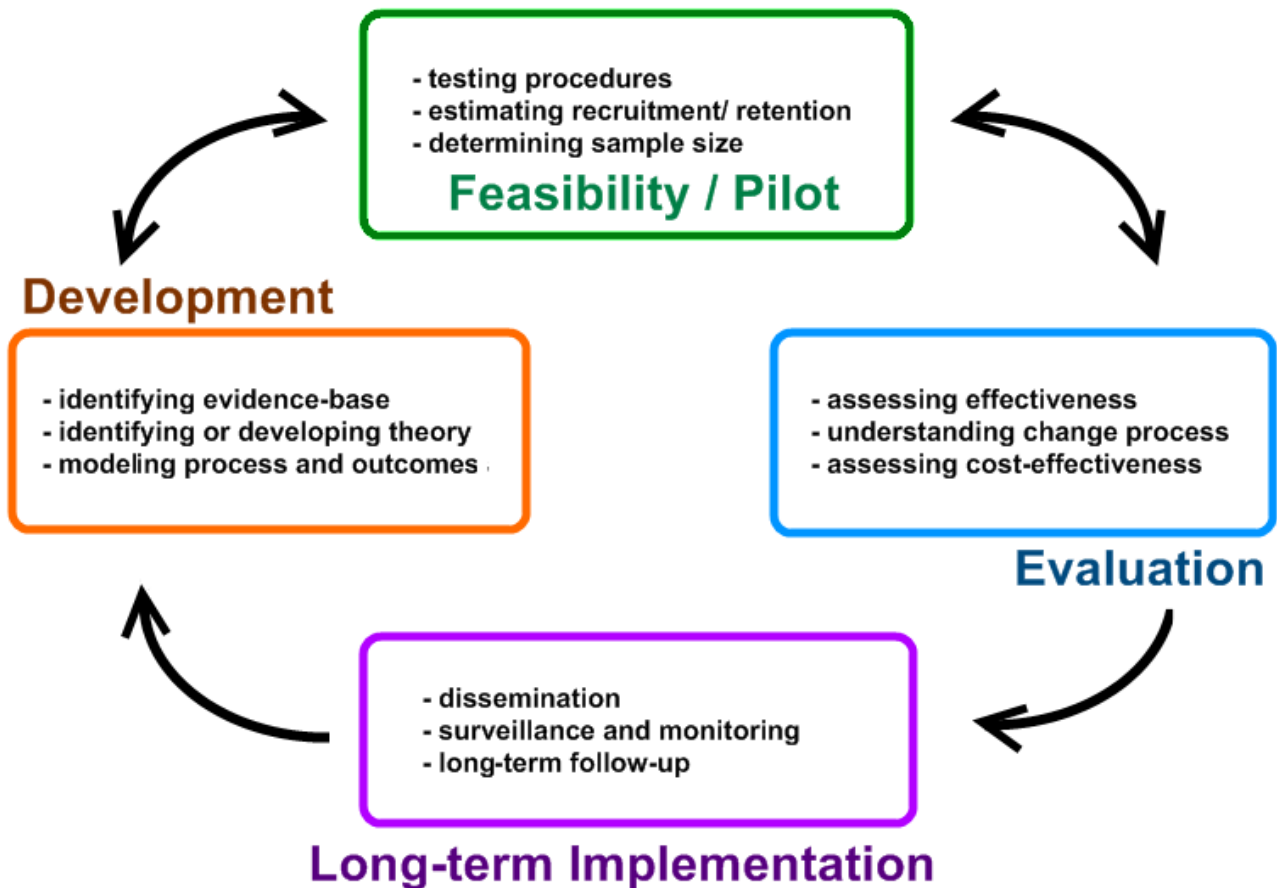 - testing procedures
- estimating recruitment/ retention
- determining sample size
Feasibility / Pilot
Development
- identifying evidence-base
- identifying or developing theory
- modeling process and outcomes
- assessing effectiveness
- understanding change process
- assessing cost-effectiveness
Evaluation
- dissemination
- surveillance and monitoring
- long-term follow-up
Long-term Implementation